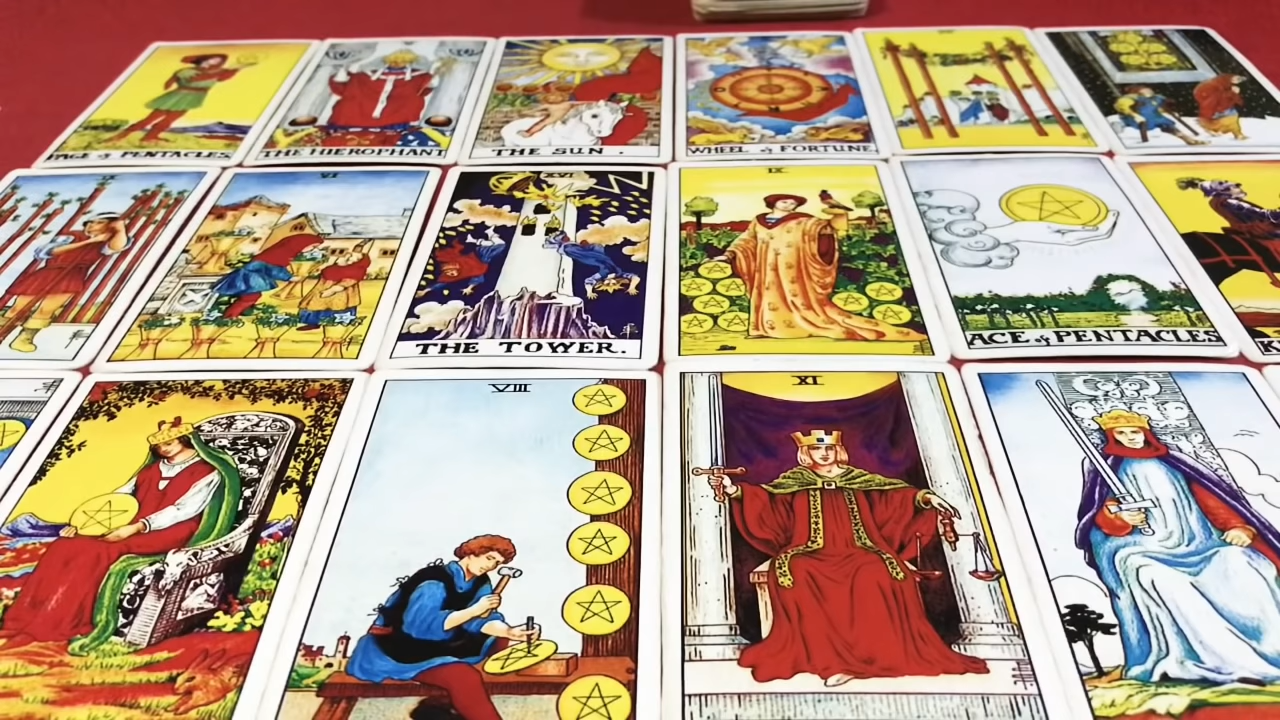 PAGE of PENTACLES
THE HIEROPHANT
THE SUN.
WHEEL of FORTUNE
VI
XVI
THE TOWER.
IX
ACE of PENTACLES
VIII
XI